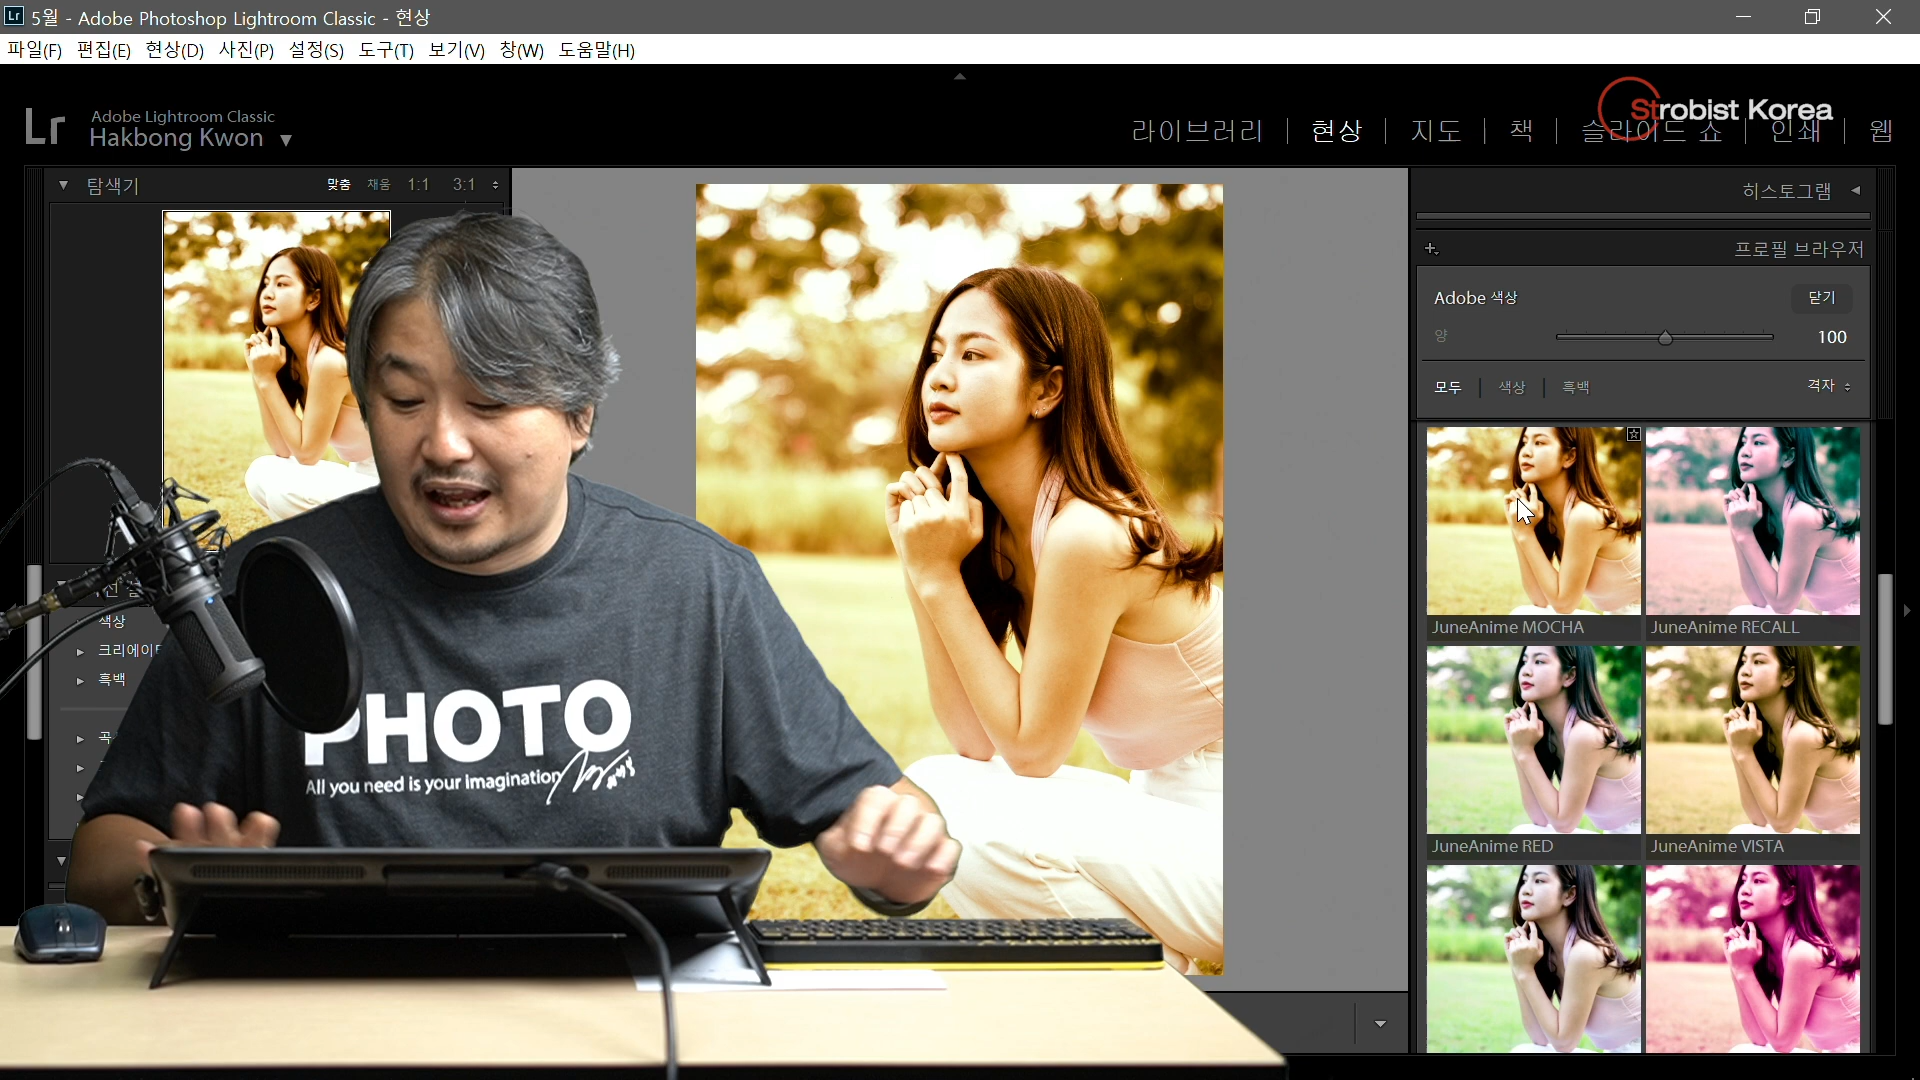 5월 - Adobe Photoshop Lightroom Classic - 현상
파일(F) 편집(E) 현상(D) 사진(P) 설정(S) 도구(T) 보기(V) 창(W) 도움말(H)
Strobist Korea
Lr
Adobe Lightroom Classic
Hakbong Kwon
라이브러리 | 현상 | 지도 | 책 | 슬라이드 쇼 | 인쇄 | 웹
탐색기 맞춤 채움 1:1 3:1
히스토그램
프로필 브라우저
Adobe 색상 닫기
양 100
모두 | 색상 | 흑백 격자
JuneAnime MOCHA
JuneAnime RECALL
JuneAnime RED
JuneAnime VISTA
색상
크리에이
흑백
PHOTO
All you need is your Imagination